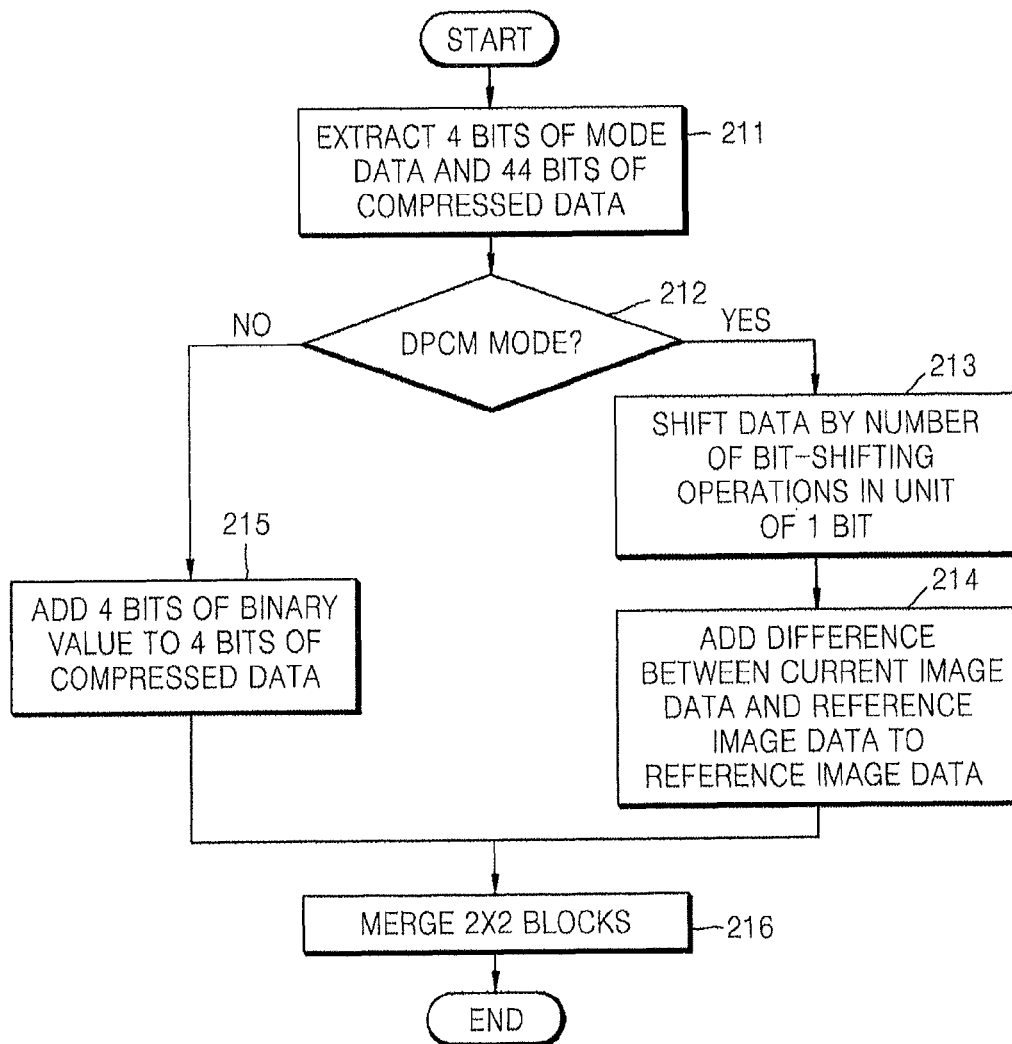 START
EXTRACT 4 BITS OF MODE
DATA AND 44 BITS OF
COMPRESSED DATA
211
DPCM MODE?
212
NO
YES
213
SHIFT DATA BY NUMBER
OF BIT-SHIFTING
OPERATIONS IN UNIT
OF 1 BIT
215
ADD 4 BITS OF BINARY
VALUE TO 4 BITS OF
COMPRESSED DATA
214
ADD DIFFERENCE
BETWEEN CURRENT IMAGE
DATA AND REFERENCE
IMAGE DATA TO
REFERENCE IMAGE DATA
MERGE 2X2 BLOCKS
216
END